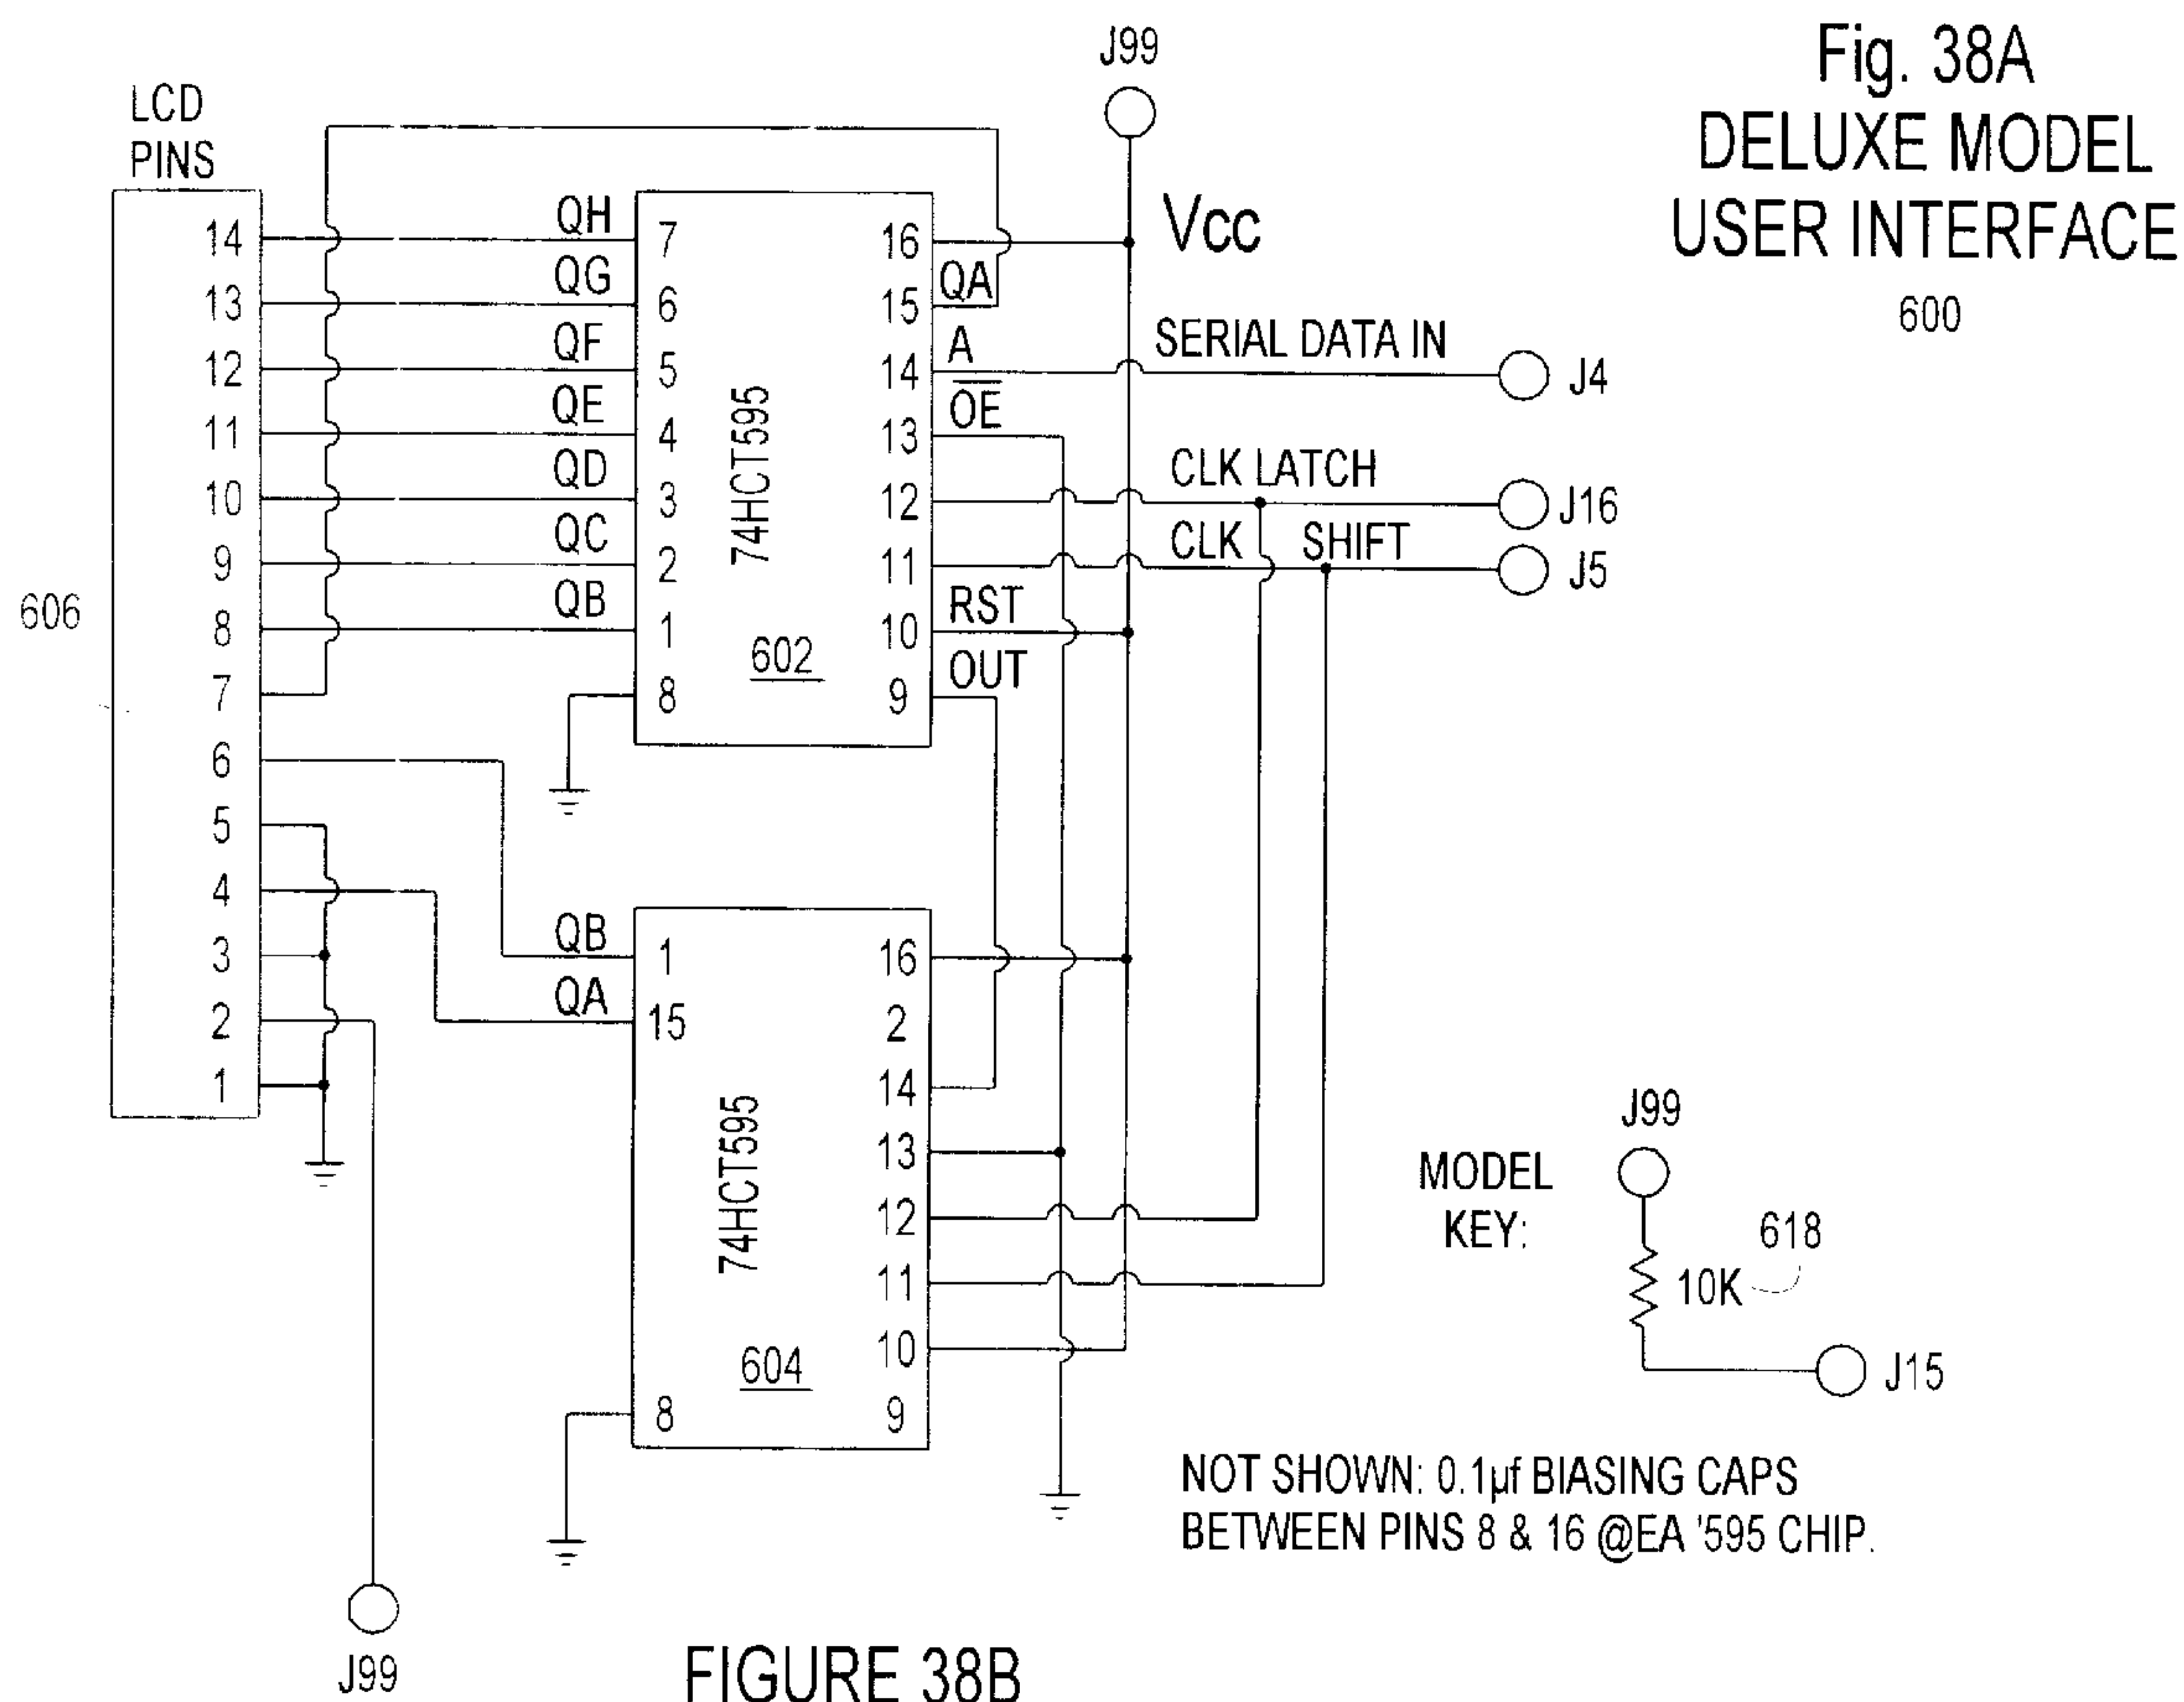 Fig. 38A
DELUXE MODEL
USER INTERFACE
600
J99
LCD
PINS
Vcc
14
13
12
11
10
9
8
7
6
5
4
3
2
1
606
QH
QG
QF
QE
QD
QC
QB
7
6
5
4
3
2
1
8
74HCT595
602
16
15
14
13
12
11
10
9
QA
A
OE
RST
OUT
SERIAL DATA IN
J4
CLK LATCH
J16
CLK SHIFT
J5
QB
QA
1
15
8
74HCT595
604
16
2
14
13
12
11
10
9
J99
MODEL
KEY:
618
10K
J15
NOT SHOWN: 0.1µf BIASING CAPS
BETWEEN PINS 8 & 16 @EA '595 CHIP.
J99
FIGURE 38B